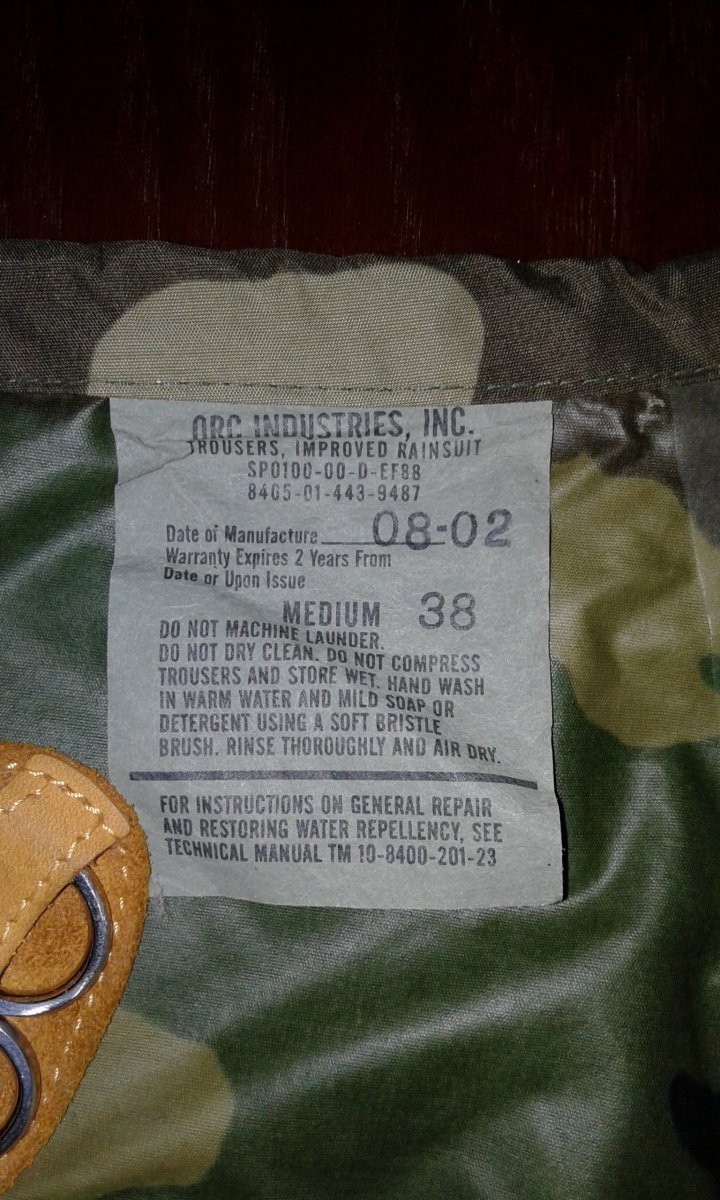 ORC INDUSTRIES, INC.
TROUSERS, IMPROVED RAINSUIT
SP0100-00-D-EF88
8405-01-443-9487
Date of Manufacture 08-02
Warranty Expires 2 Years From
Date or Upon Issue
MEDIUM 38
DO NOT MACHINE LAUNDER.
DO NOT DRY CLEAN. DO NOT COMPRESS
TROUSERS AND STORE WET. HAND WASH
IN WARM WATER AND MILD SOAP OR
DETERGENT USING A SOFT BRISTLE
BRUSH. RINSE THOROUGHLY AND AIR DRY.
FOR INSTRUCTIONS ON GENERAL REPAIR
AND RESTORING WATER REPELLENCY, SEE
TECHNICAL MANUAL TM 10-8400-201-23